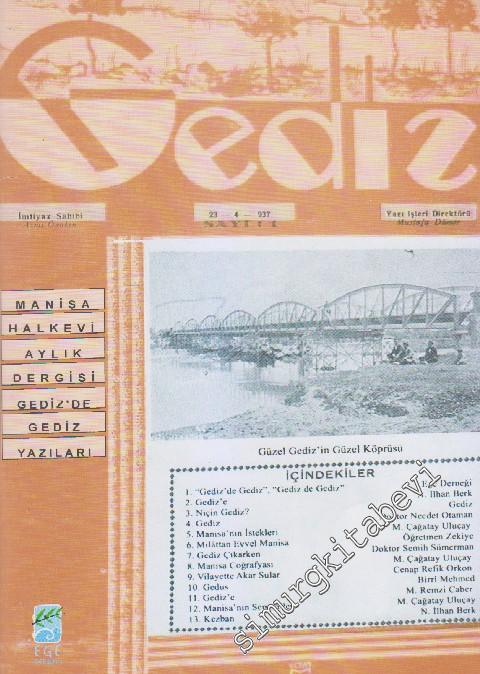 Gediz
İmtiyaz Sahibi
23 — 4 — 937
SAYI: 1
Yazı İşleri Direktörü
MANİSA
HALKEVİ
AYLIK
DERGİSİ
GEDİZ'DE
GEDİZ
YAZILARI
Güzel Gediz'in Güzel Köprüsü
İÇİNDEKİLER
1. "Gediz'de Gediz", "Gediz de Gediz" Ege Derneği
2. Gediz'e N. İlhan Berk
3. Niçin Gediz? Gediz
4. Gediz Doktor Necdet Otaman
5. Manisa'nın İstekleri M. Çağatay Uluçay
6. Milâttan Evvel Manisa Öğretmen Zekiye
7. Gediz Çıkarken Doktor Semih Sümerman
8. Manisa Coğrafyası M. Çağatay Uluçay
9. Vilayette Akar Sular Cenap Refik Orkon
10. Gedus Birri Mehmed
11. Gediz'e M. Remzi Caber
12. Manisa'nın M. Çağatay Uluçay
13. Kezban N. İlhan Berk
simurgkitabevi
EGE